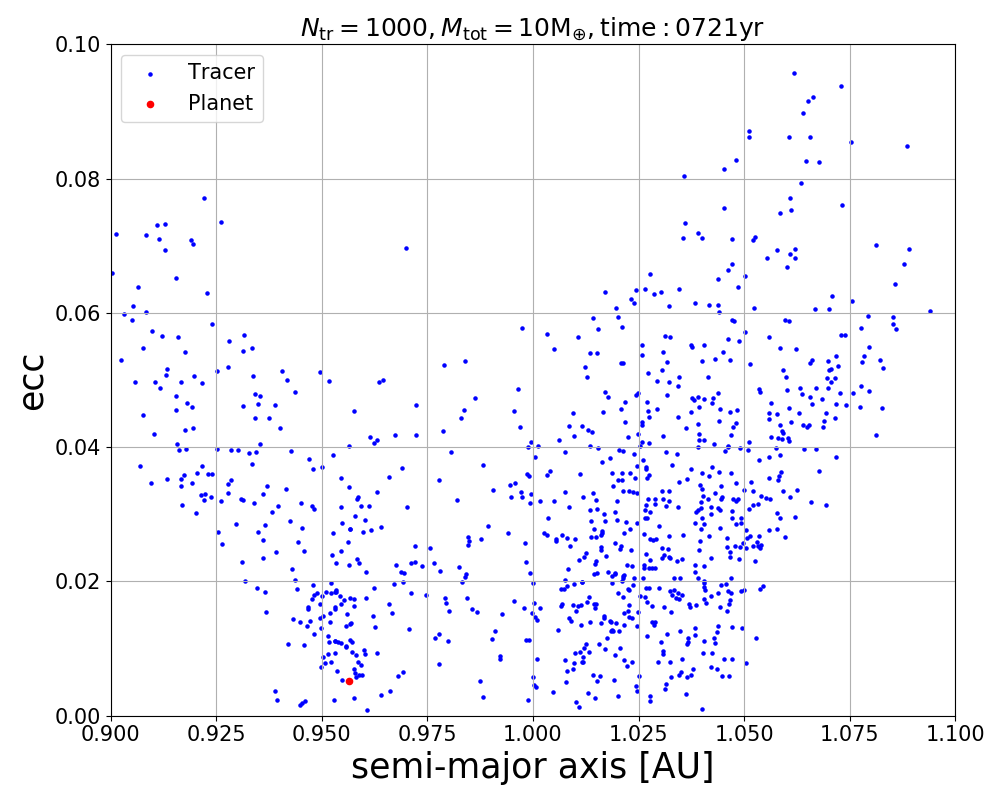 N_tr = 1000, M_tot = 10M_⊕, time : 0721yr
Tracer
Planet
ecc
0.10
0.08
0.06
0.04
0.02
0.00
0.900 0.925 0.950 0.975 1.000 1.025 1.050 1.075 1.100
semi-major axis [AU]